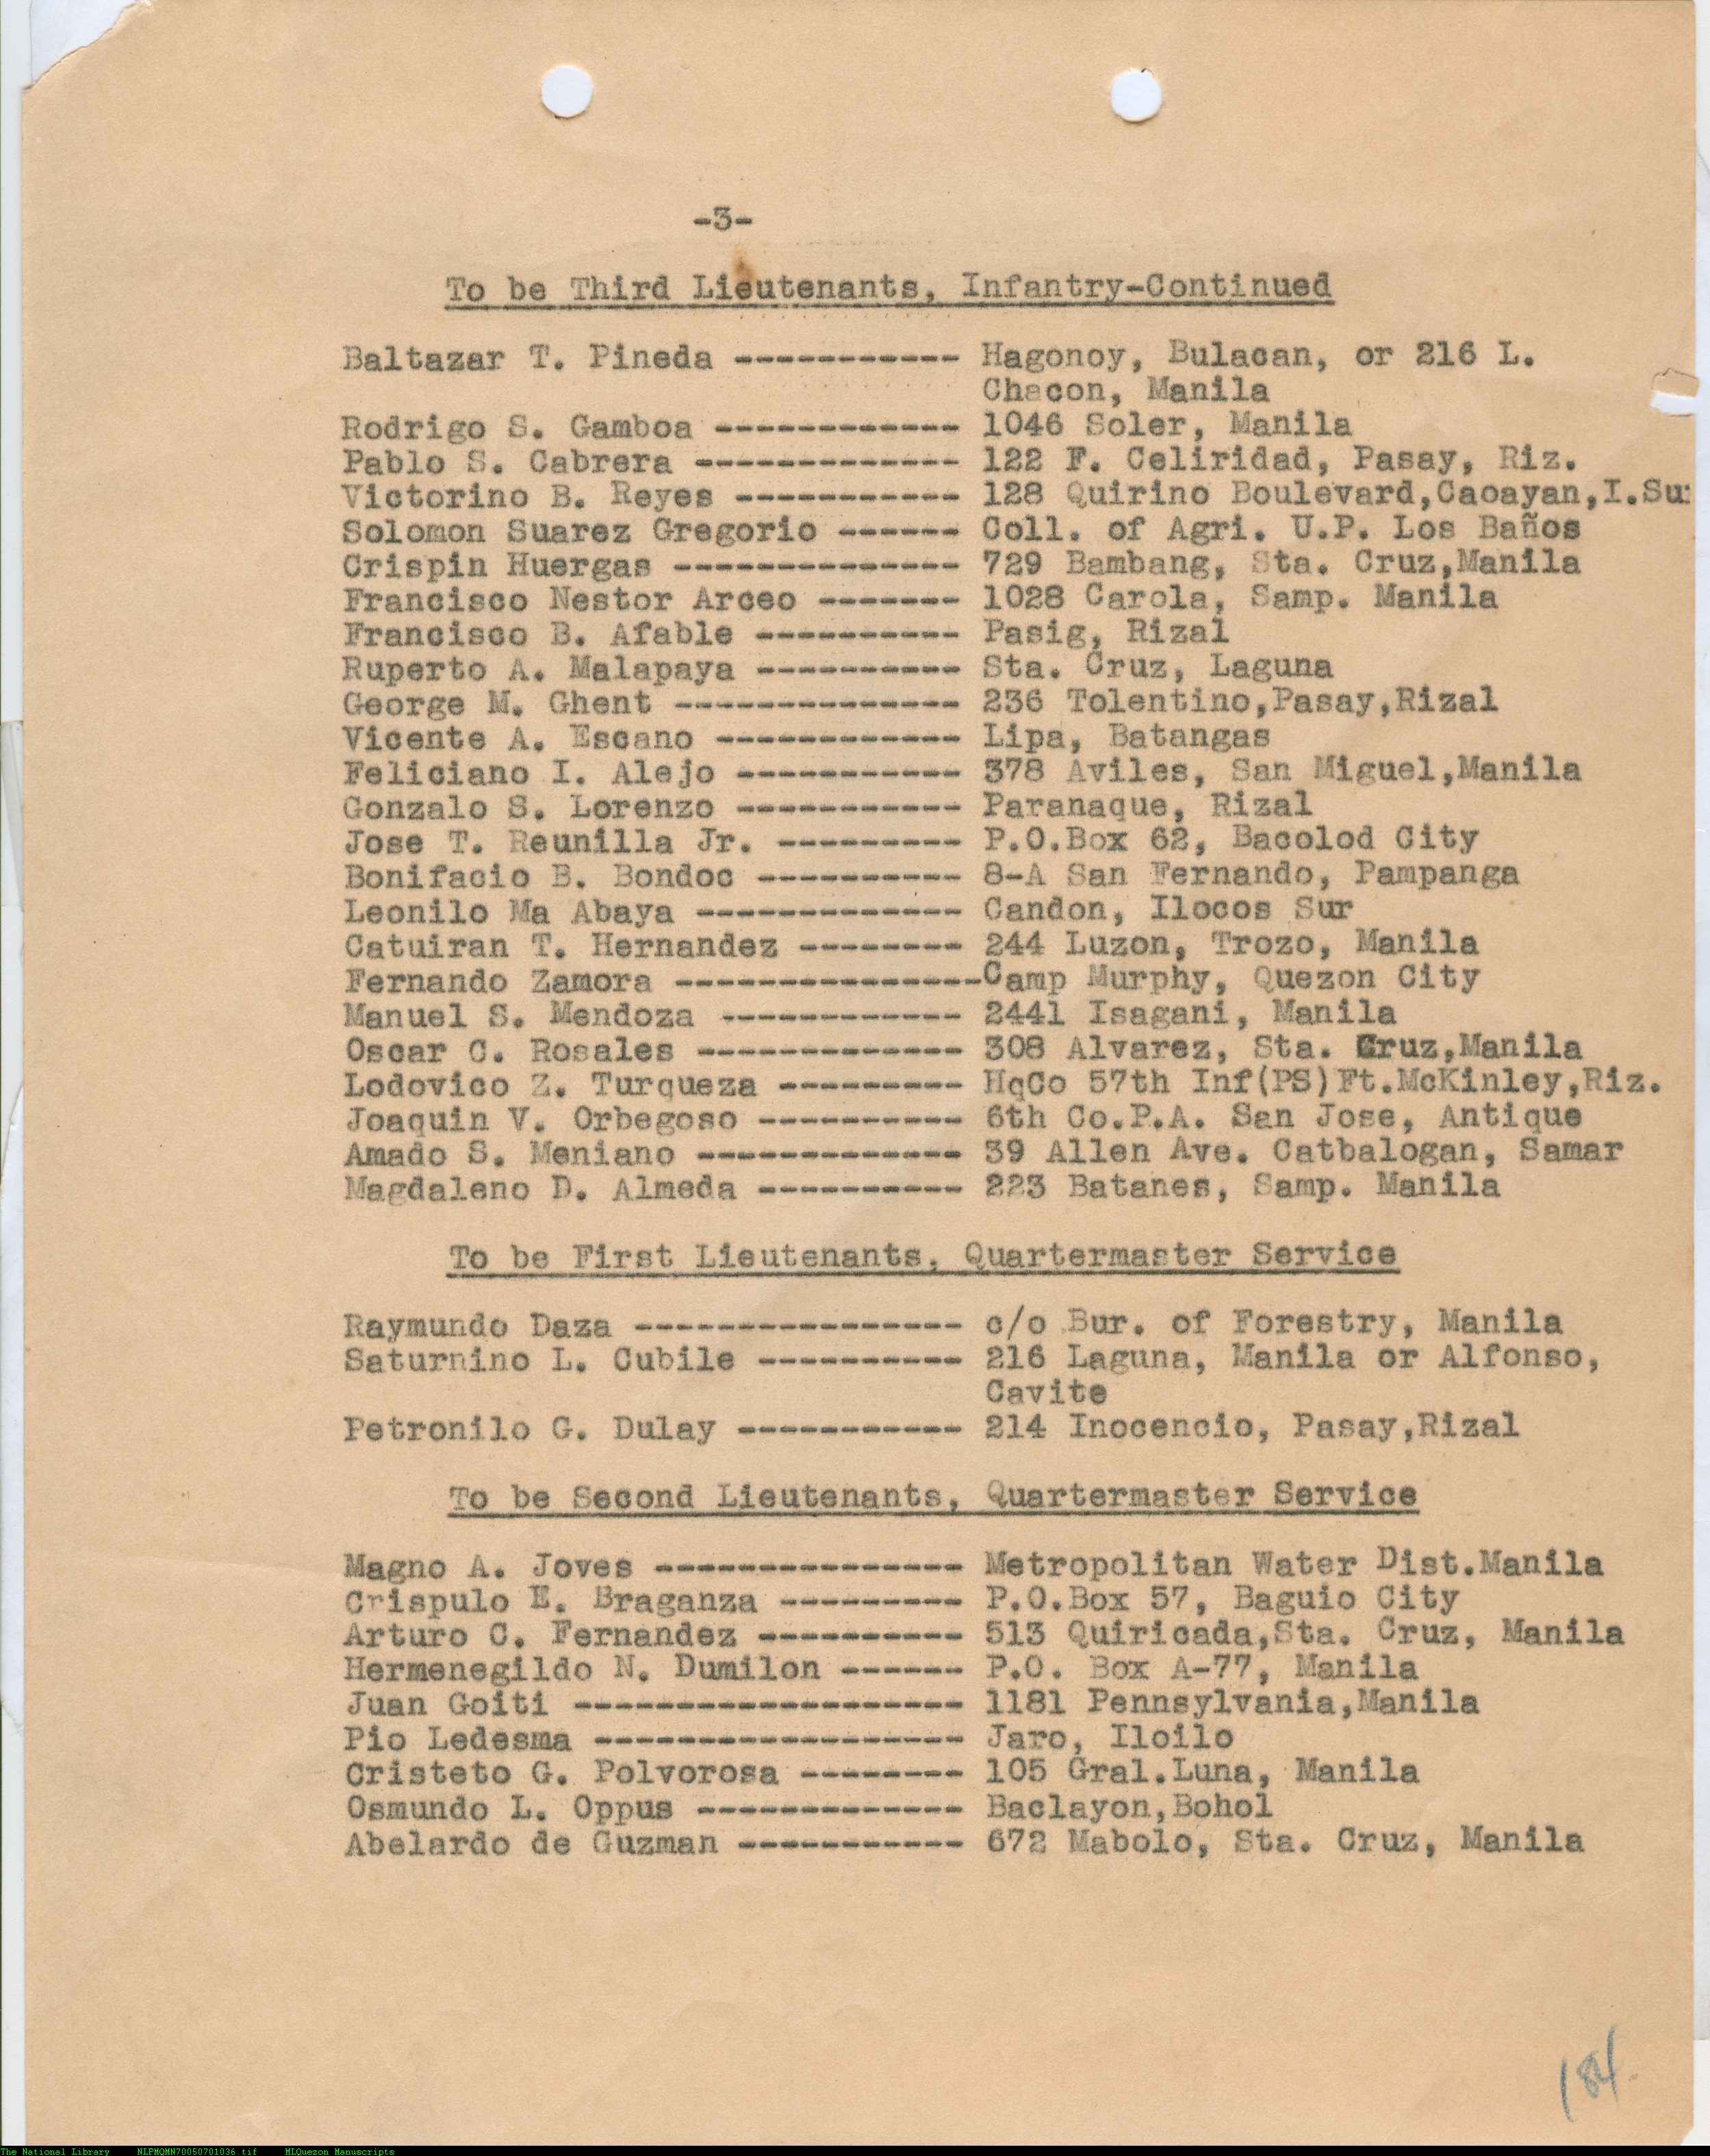 -3-
To be Third Lieutenants, Infantry-Continued
Baltazar T. Pineda ----------- Hagonoy, Bulacan, or 216 L.
Chacon, Manila
Rodrigo S. Gamboa ------------ 1046 Soler, Manila
Pablo S. Cabrera ------------- 122 F. Celiridad, Pasay, Riz.
Victorino B. Reyes ----------- 128 Quirino Boulevard,Caoayan,I.Su
Solomon Suarez Gregorio ------ Coll. of Agri. U.P. Los Baños
Crispin Huergas -------------- 729 Bambang, Sta. Cruz,Manila
Francisco Nestor Arceo ------- 1028 Carola, Samp. Manila
Francisco B. Afable ---------- Pasig, Rizal
Ruperto A. Malapaya ---------- Sta. Cruz, Laguna
George M. Ghent -------------- 236 Tolentino,Pasay,Rizal
Vicente A. Escano ------------ Lipa, Batangas
Feliciano I. Alejo ----------- 378 Aviles, San Miguel,Manila
Gonzalo S. Lorenzo ----------- Paranaque, Rizal
Jose T. Reunilla Jr. --------- P.O.Box 62, Bacolod City
Bonifacio B. Bondoc ---------- 8-A San Fernando, Pampanga
Leonilo Ma Abaya ------------- Candon, Ilocos Sur
Catuiran T. Hernandez -------- 244 Luzon, Trozo, Manila
Fernando Zamora ---------------Camp Murphy, Quezon City
Manuel S. Mendoza ------------ 2441 Isagani, Manila
Oscar C. Rosales ------------- 308 Alvarez, Sta. Cruz,Manila
Lodovico Z. Turqueza --------- HqCo 57th Inf(PS)Ft.McKinley,Riz.
Joaquin V. Orbegoso ---------- 6th Co.P.A. San Jose, Antique
Amado S. Meniano ------------- 39 Allen Ave. Catbalogan, Samar
Magdaleno D. Almeda ---------- 223 Batanes, Samp. Manila
To be First Lieutenants, Quartermaster Service
Raymundo Daza ---------------- c/o Bur. of Forestry, Manila
Saturnino L. Cubile ---------- 216 Laguna, Manila or Alfonso,
Cavite
Petronilo G. Dulay ----------- 214 Inocencio, Pasay,Rizal
To be Second Lieutenants, Quartermaster Service
Magno A. Joves --------------- Metropolitan Water Dist.Manila
Crispulo E. Braganza --------- P.O.Box 57, Baguio City
Arturo C. Fernandez ---------- 513 Quiricada,Sta. Cruz, Manila
Hermenegildo N. Dumilon ------ P.O. Box A-77, Manila
Juan Goiti ------------------- 1181 Pennsylvania,Manila
Pio Ledesma ------------------ Jaro, Iloilo
Cristeto G. Polvorosa -------- 105 Gral.Luna, Manila
Osmundo L. Oppus ------------- Baclayon,Bohol
Abelardo de Guzman ----------- 672 Mabolo, Sta. Cruz, Manila
184
The National Library NLPMQMN70050701036.tif MLQuezon Manuscripts